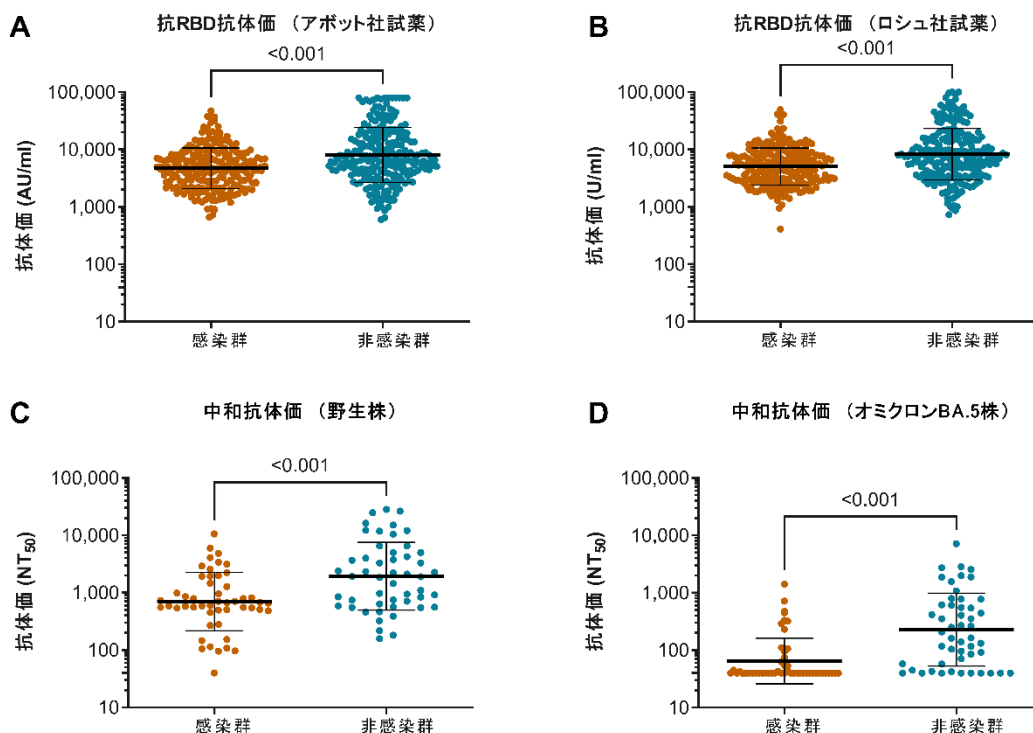 A
抗RBD抗体価 (アボット社試薬)
<0.001
100,000
10,000
1,000
100
10
抗体価 (AU/ml)
感染群
非感染群
B
抗RBD抗体価 (ロシュ社試薬)
<0.001
100,000
10,000
1,000
100
10
抗体価 (U/ml)
感染群
非感染群
C
中和抗体価 (野生株)
<0.001
100,000
10,000
1,000
100
10
抗体価 (NT50)
感染群
非感染群
D
中和抗体価 (オミクロンBA.5株)
<0.001
100,000
10,000
1,000
100
10
抗体価 (NT50)
感染群
非感染群